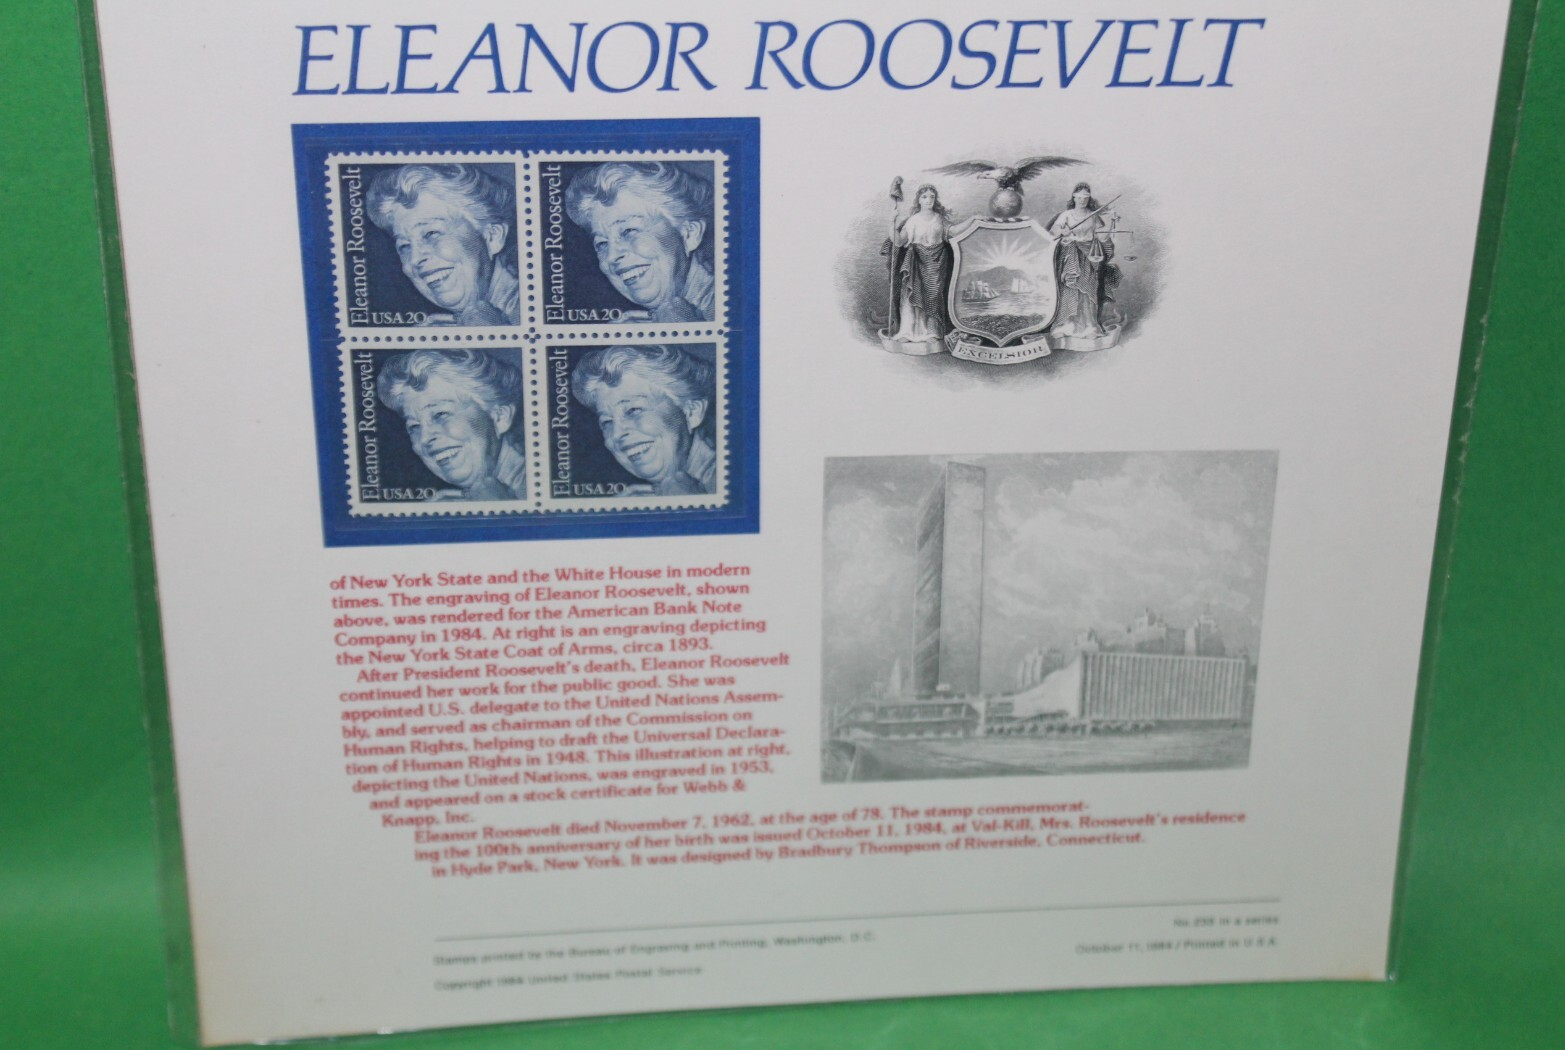 ELEANOR ROOSEVELT
Eleanor Roosevelt
USA 20c
Eleanor Roosevelt
USA 20c
Eleanor Roosevelt
USA 20c
Eleanor Roosevelt
USA 20c
EXCELSIOR
of New York State and the White House in modern
times. The engraving of Eleanor Roosevelt, shown
above, was rendered for the American Bank Note
Company in 1984. At right is an engraving depicting
the New York State Coat of Arms, circa 1893.
After President Roosevelt's death, Eleanor Roosevelt
continued her work for the public good. She was
appointed U.S. delegate to the United Nations Assem-
bly, and served as chairman of the Commission on
Human Rights, helping to draft the Universal Declara-
tion of Human Rights in 1948. This illustration at right,
depicting the United Nations, was engraved in 1953,
and appeared on a stock certificate for Webb &
Knapp, Inc.
Eleanor Roosevelt died November 7, 1962, at the age of 78. The stamp commemorat-
ing the 100th anniversary of her birth was issued October 11, 1984, at Val-Kill, Mrs. Roosevelt's residence
in Hyde Park, New York. It was designed by Bradbury Thompson of Riverside, Connecticut.
Stamps printed by the Bureau of Engraving and Printing, Washington, D.C.
Copyright 1984 United States Postal Service
No. 235 in a series
October 11, 1984 / Printed in U.S.A.